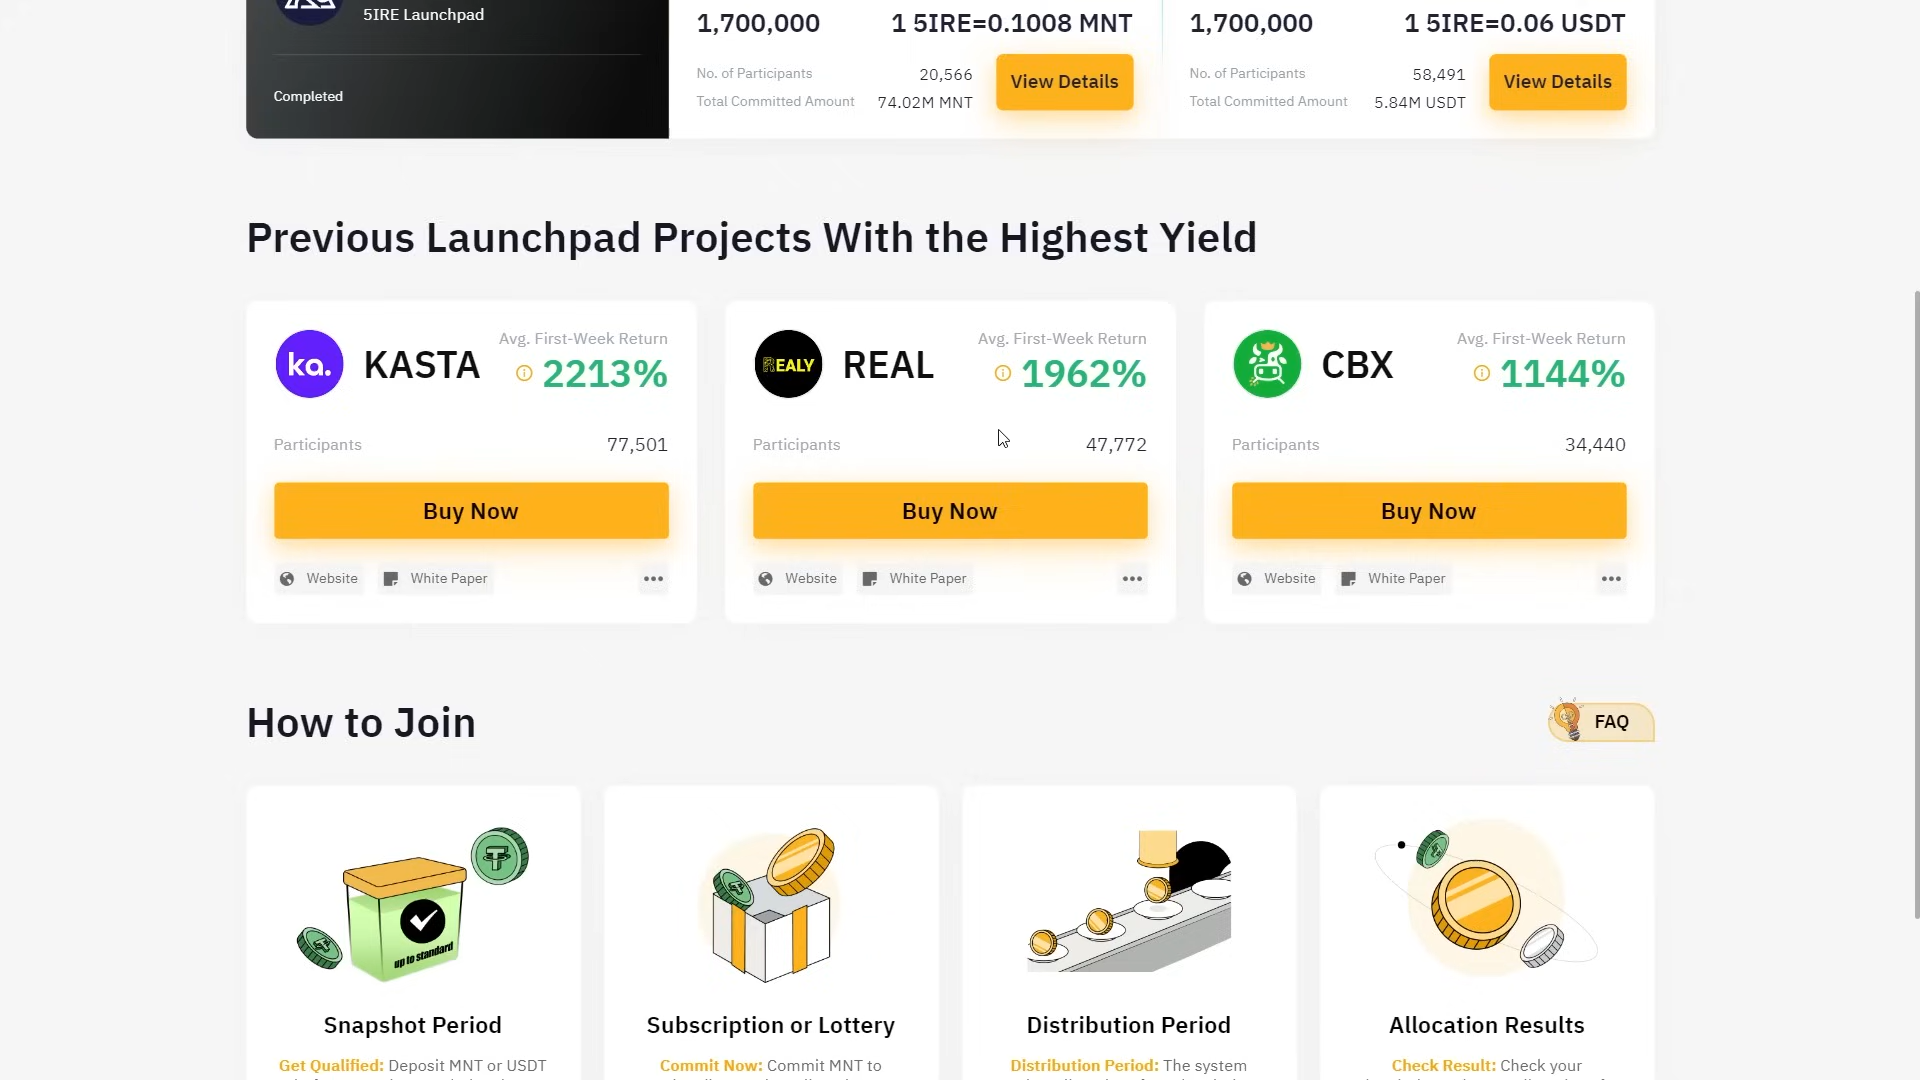 5IRE Launchpad
Completed
1,700,000
1 5IRE=0.1008 MNT
No. of Participants
20,566
Total Committed Amount
74.02M MNT
View Details
1,700,000
1 5IRE=0.06 USDT
No. of Participants
58,491
Total Committed Amount
5.84M USDT
View Details
Previous Launchpad Projects With the Highest Yield
ka.
KASTA
Avg. First-Week Return
2213%
Participants
77,501
Buy Now
Website
White Paper
REALY
REAL
Avg. First-Week Return
1962%
Participants
47,772
Buy Now
Website
White Paper
CBX
Avg. First-Week Return
1144%
Participants
34,440
Buy Now
Website
White Paper
How to Join
FAQ
up to standard
Snapshot Period
Get Qualified: Deposit MNT or USDT
Subscription or Lottery
Commit Now: Commit MNT to
Distribution Period
Distribution Period: The system
Allocation Results
Check Result: Check your